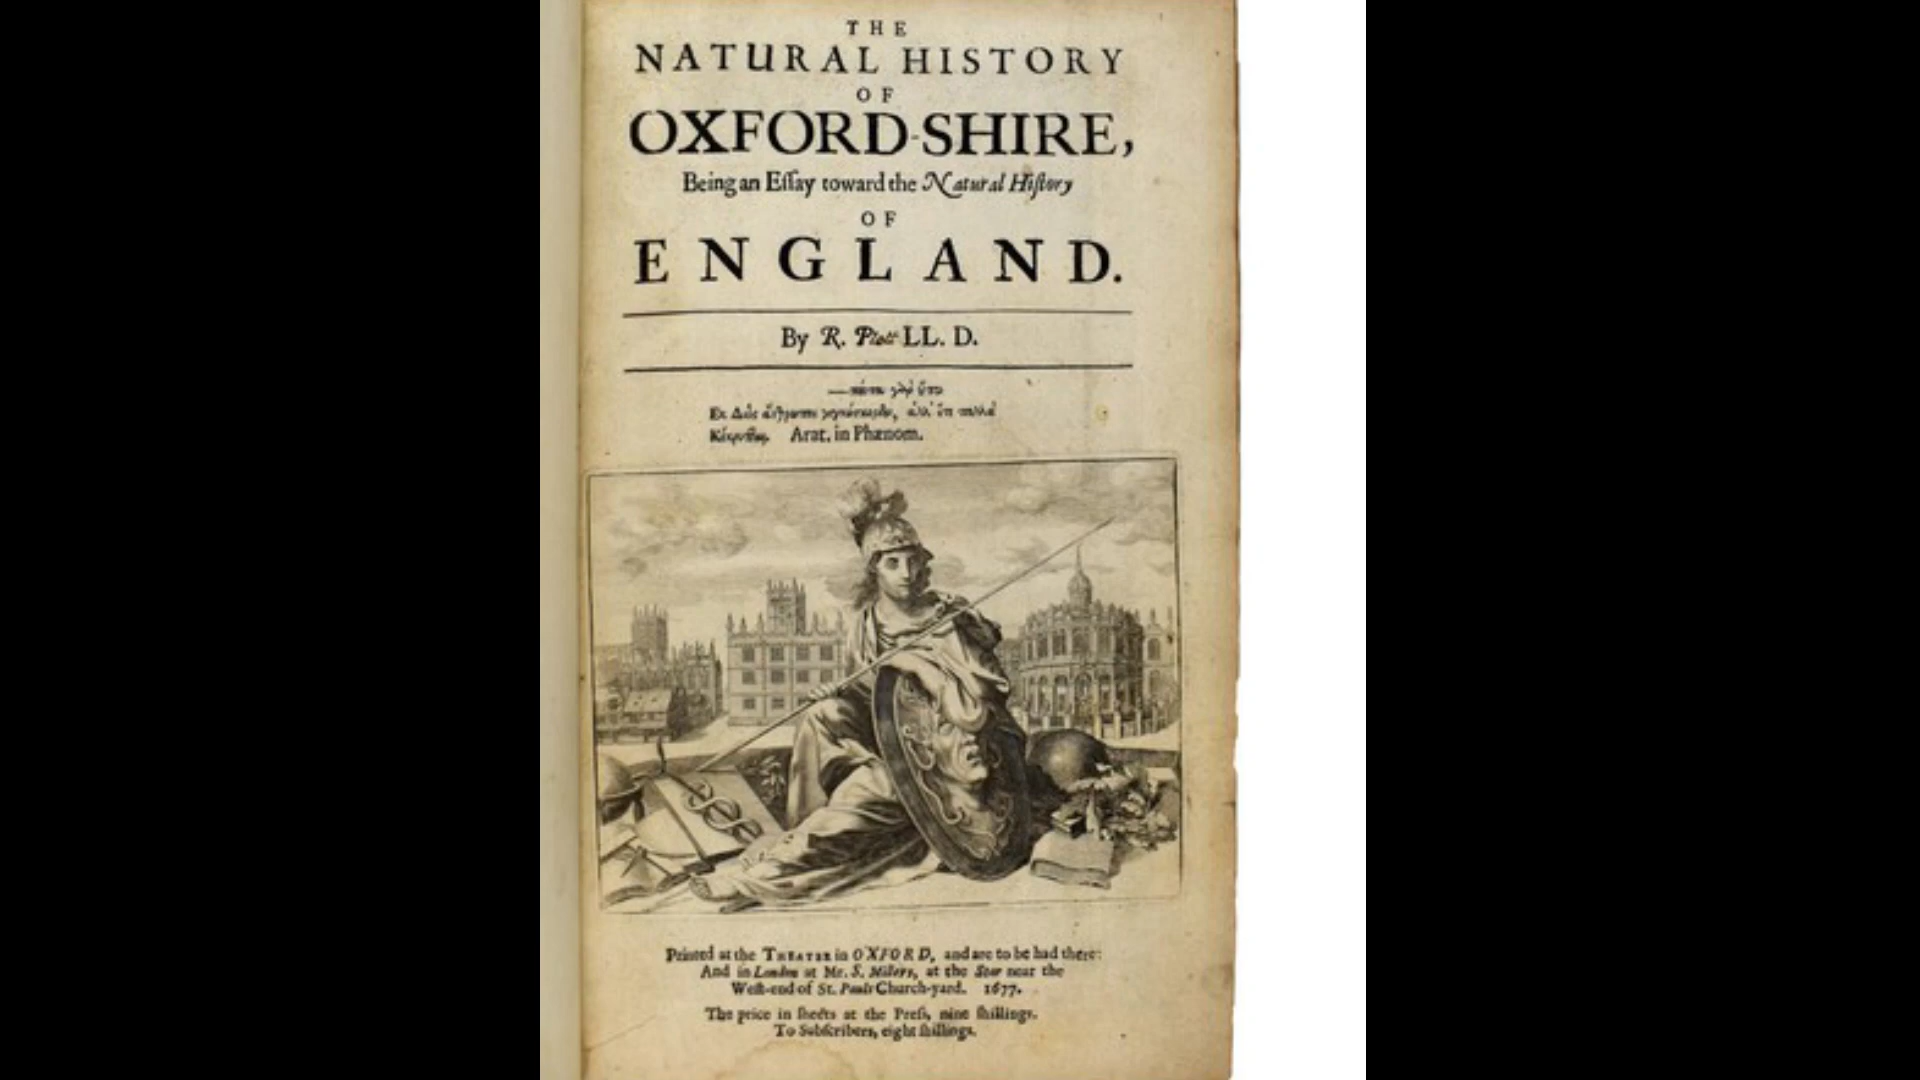 THE
NATURAL HISTORY
OF
OXFORD-SHIRE,
Being an Eſſay toward the Natural Hiſtory
OF
ENGLAND.
By R. Plott LL. D.
Arat. in Phænom.
Printed at the THEATER in OXFORD, and are to be had there:
And in London at Mr. S. Millers, at the Star near the
Weſt-end of St. Pauls Church-yard. 1677.
The price in ſheets at the Preſs, nine ſhillings.
To Subſcribers, eight ſhillings.